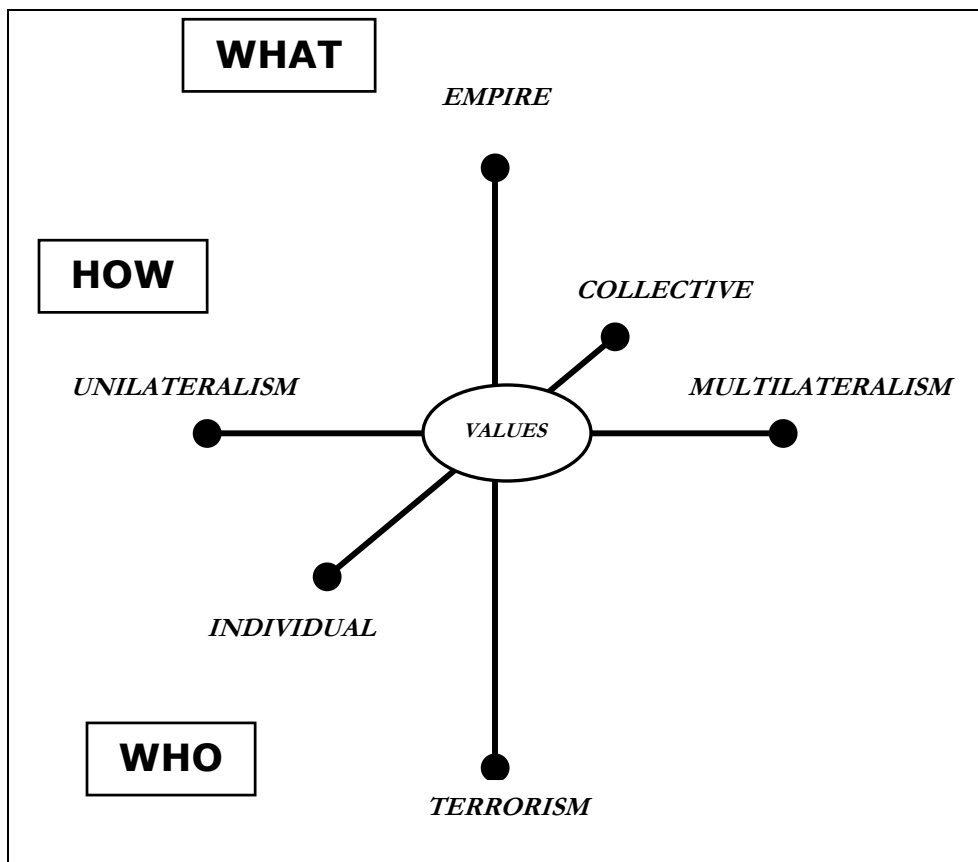 WHAT
EMPIRE
HOW
COLLECTIVE
UNILATERALISM
MULTILATERALISM
VALUES
INDIVIDUAL
WHO
TERRORISM